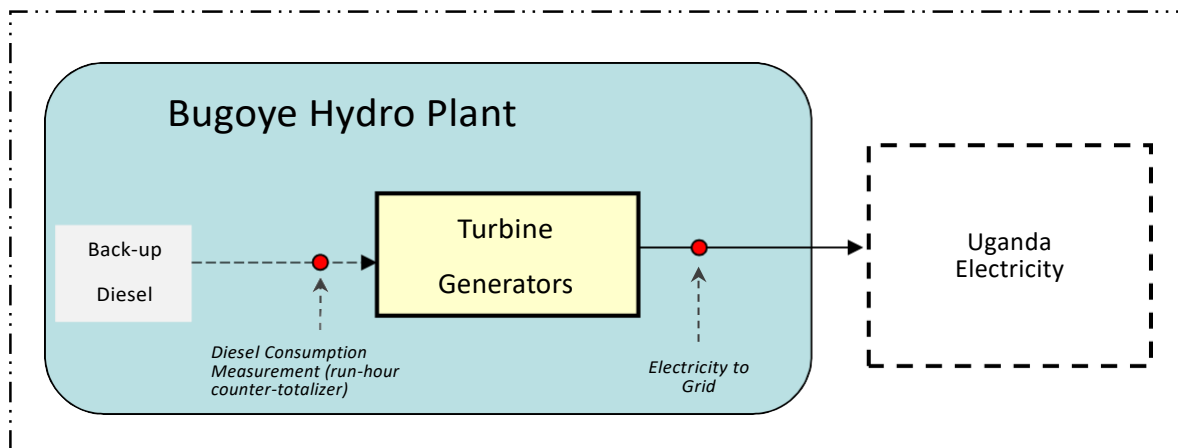 Bugoye Hydro Plant
Back-up
Diesel
Turbine
Generators
Uganda
Electricity
Diesel Consumption
Measurement (run-hour
counter-totalizer)
Electricity to
Grid